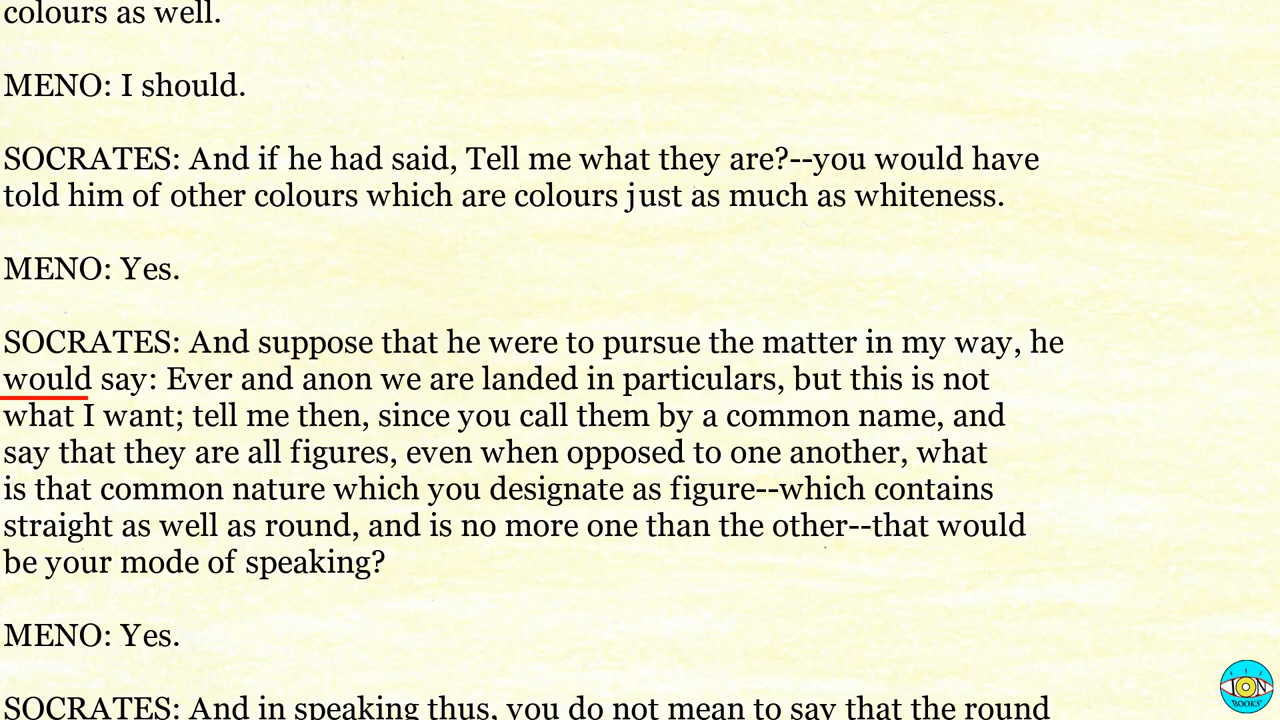 colours as well.
MENO: I should.
SOCRATES: And if he had said, Tell me what they are?--you would have
told him of other colours which are colours just as much as whiteness.
MENO: Yes.
SOCRATES: And suppose that he were to pursue the matter in my way, he
would say: Ever and anon we are landed in particulars, but this is not
what I want; tell me then, since you call them by a common name, and
say that they are all figures, even when opposed to one another, what
is that common nature which you designate as figure--which contains
straight as well as round, and is no more one than the other--that would
be your mode of speaking?
MENO: Yes.
SOCRATES: And in speaking thus, you do not mean to say that the round
ION
BOOKS